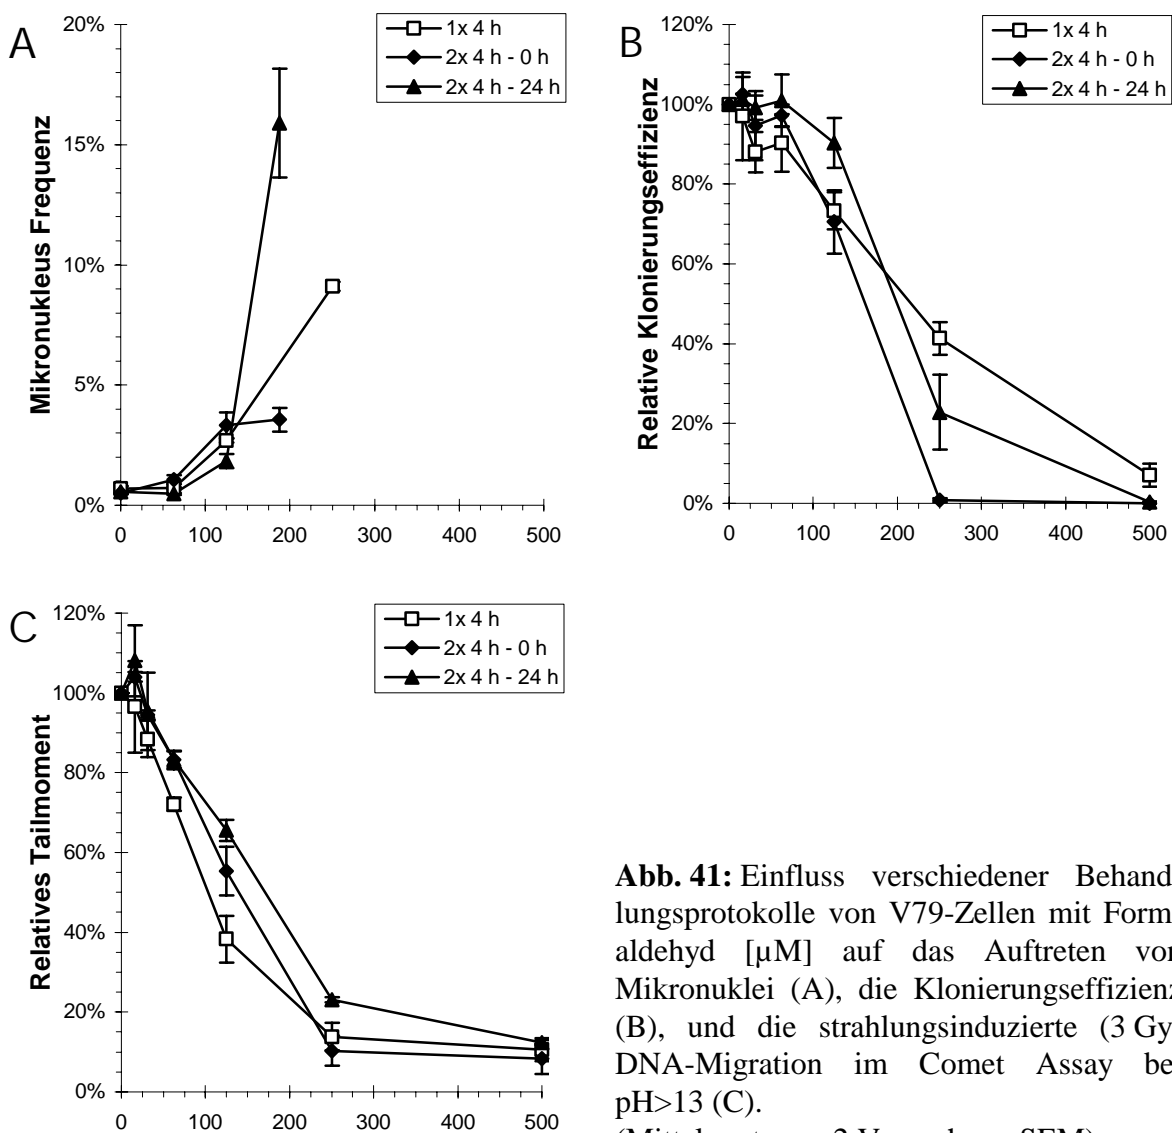 A
20%
15%
10%
5%
0%
Mikronukleus Frequenz
1x 4 h
2x 4 h - 0 h
2x 4 h - 24 h
0 100 200 300 400 500
B
120%
100%
80%
60%
40%
20%
0%
Relative Klonierungseffizienz
1x 4 h
2x 4 h - 0 h
2x 4 h - 24 h
0 100 200 300 400 500
C
120%
100%
80%
60%
40%
20%
0%
Relatives Tailmoment
1x 4 h
2x 4 h - 0 h
2x 4 h - 24 h
0 100 200 300 400 500
Abb. 41: Einfluss verschiedener Behand
lungsprotokolle von V79-Zellen mit Form
aldehyd [µM] auf das Auftreten von
Mikronuklei (A), die Klonierungseffizienz
(B), und die strahlungsinduzierte (3 Gy
DNA-Migration im Comet Assay be
pH>13 (C).